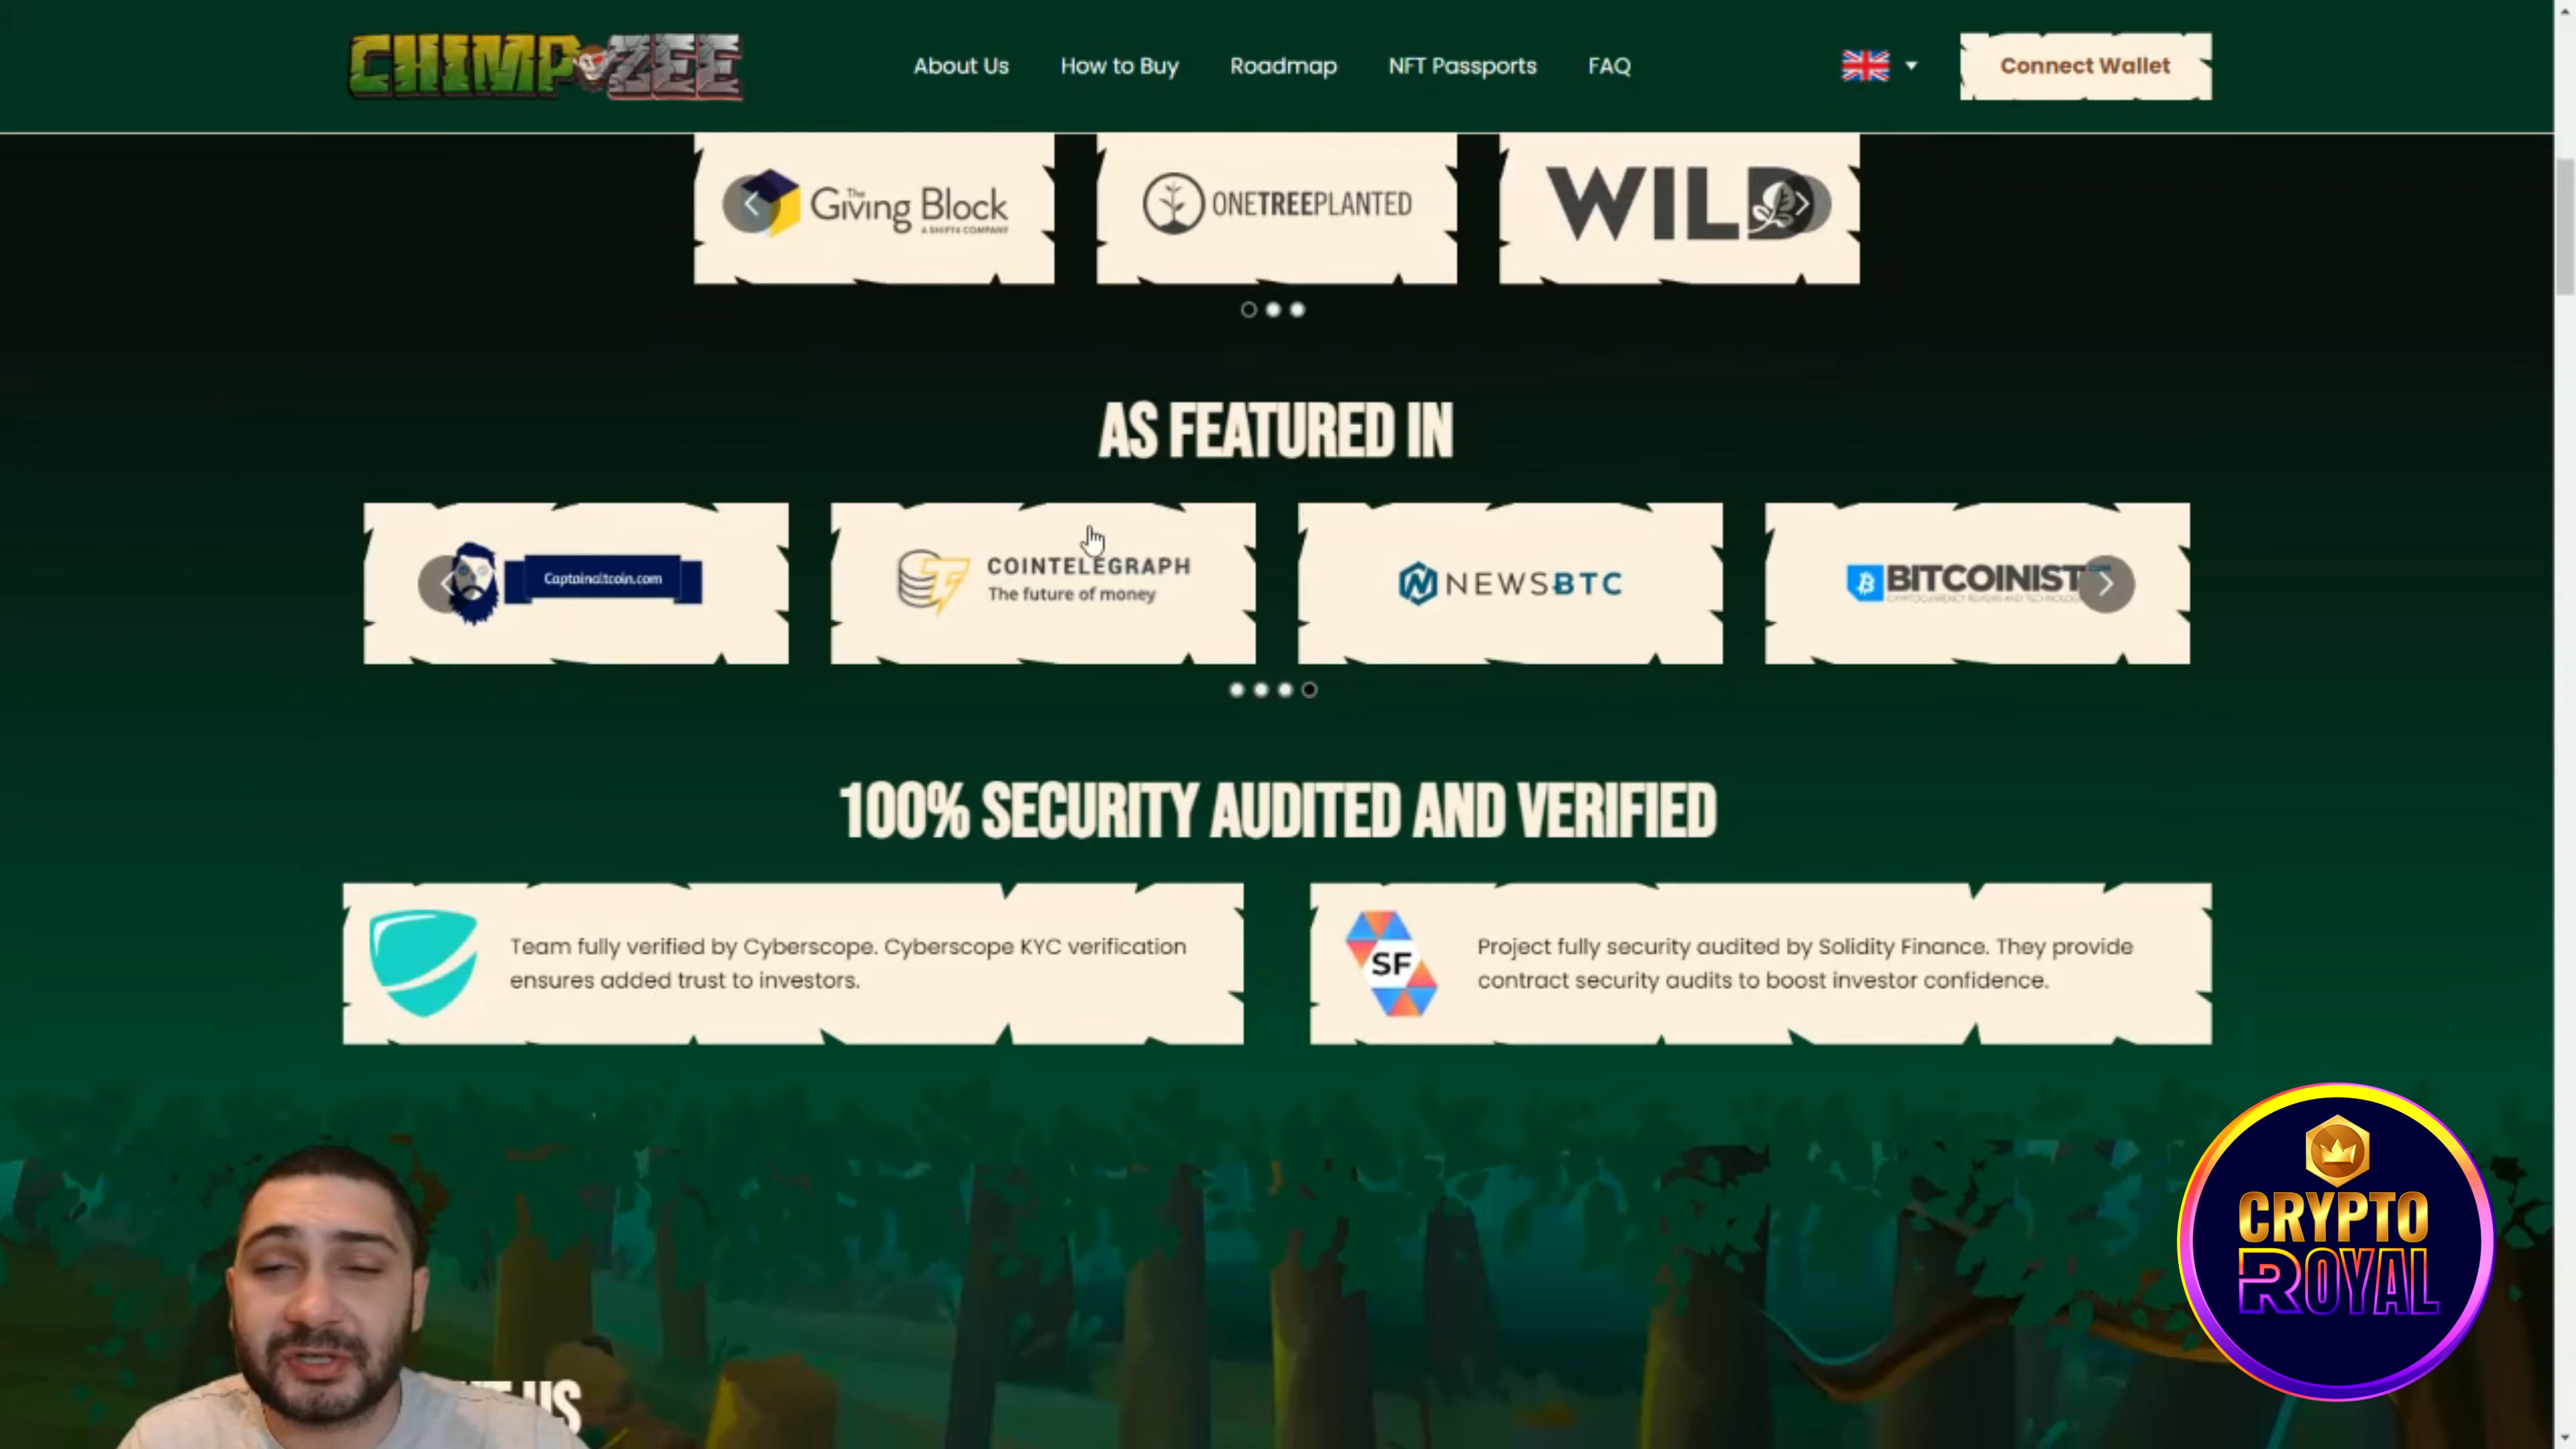 CHIMPZEE
About Us
How to Buy
Roadmap
NFT Passports
FAQ
Connect Wallet
The Giving Block
A SHIFT4 COMPANY
ONETREEPLANTED
WILD
AS FEATURED IN
Captainaltcoin.com
COINTELEGRAPH
The future of money
NEWSBTC
BITCOINIST
100% SECURITY AUDITED AND VERIFIED
Team fully verified by Cyberscope. Cyberscope KYC verification
ensures added trust to investors.
SF
Project fully security audited by Solidity Finance. They provide
contract security audits to boost investor confidence.
CRYPTO
ROYAL
US